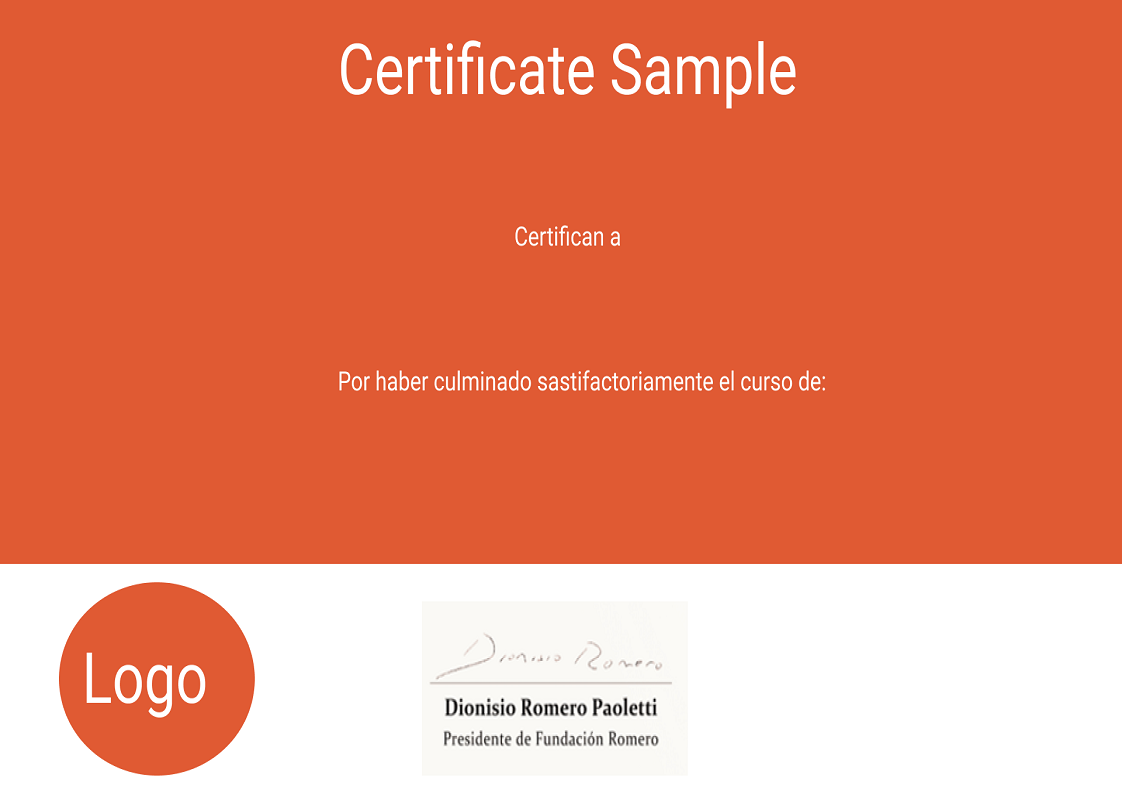 Certificate Sample
Certifican a
Por haber culminado sastifactoriamente el curso de:
Logo
Dionisio Romero
Dionisio Romero Paoletti
Presidente de Fundación Romero